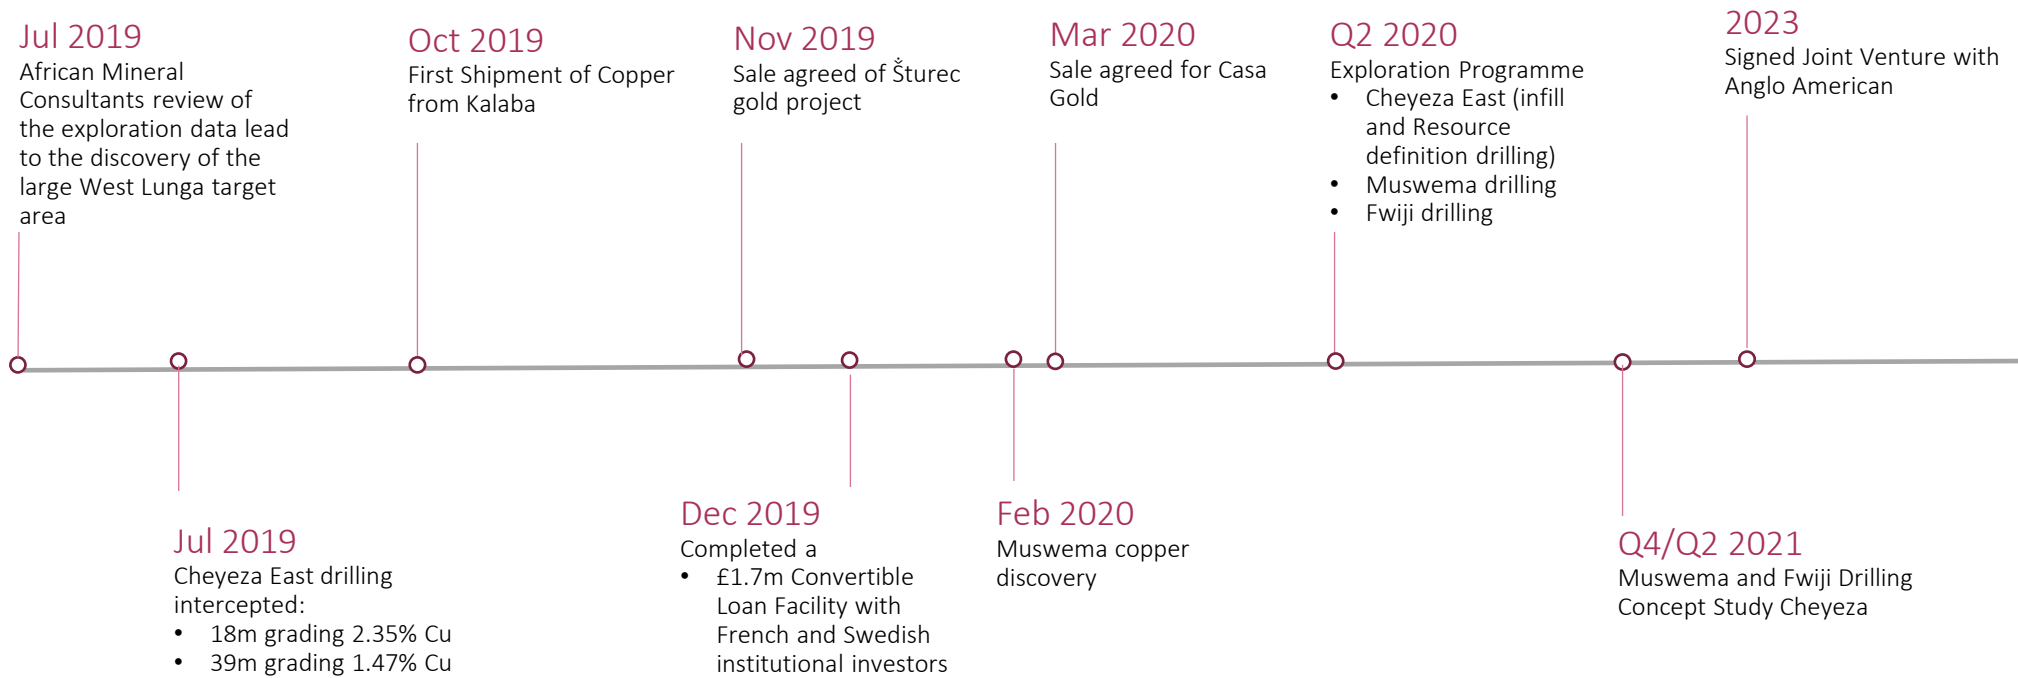 Jul 2019
African Mineral
Consultants review of
the exploration data lead
to the discovery of the
large West Lunga target
area
Oct 2019
First Shipment of Copper
from Kalaba
Nov 2019
Sale agreed of Šturec
gold project
Mar 2020
Sale agreed for Casa
Gold
Q2 2020
Exploration Programme
• Cheyeza East (infill
and Resource
definition drilling)
• Muswema drilling
• Fwiji drilling
2023
Signed Joint Venture with
Anglo American
Jul 2019
Cheyeza East drilling
intercepted:
• 18m grading 2.35% Cu
• 39m grading 1.47% Cu
Dec 2019
Completed a
• £1.7m Convertible
Loan Facility with
French and Swedish
institutional investors
Feb 2020
Muswema copper
discovery
Q4/Q2 2021
Muswema and Fwiji Drilling
Concept Study Cheyeza